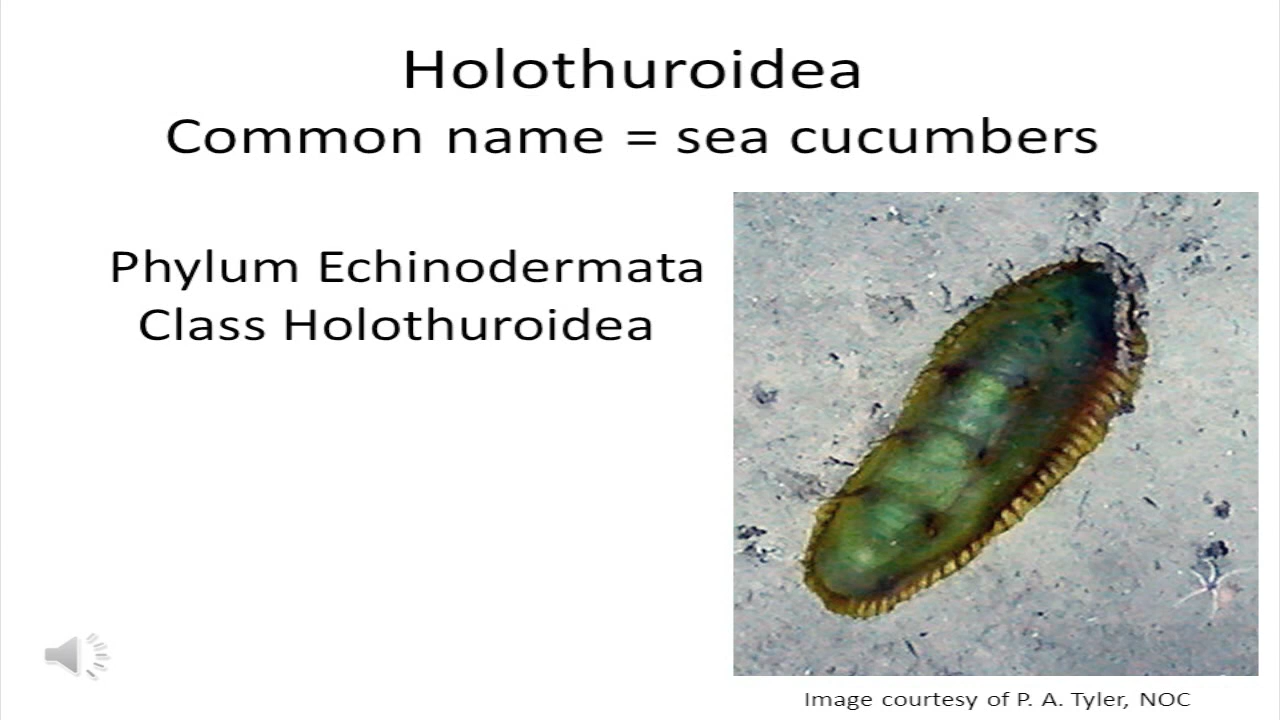 Holothuroidea
Common name = sea cucumbers
Phylum Echinodermata
Class Holothuroidea
Image courtesy of P. A. Tyler, NOC